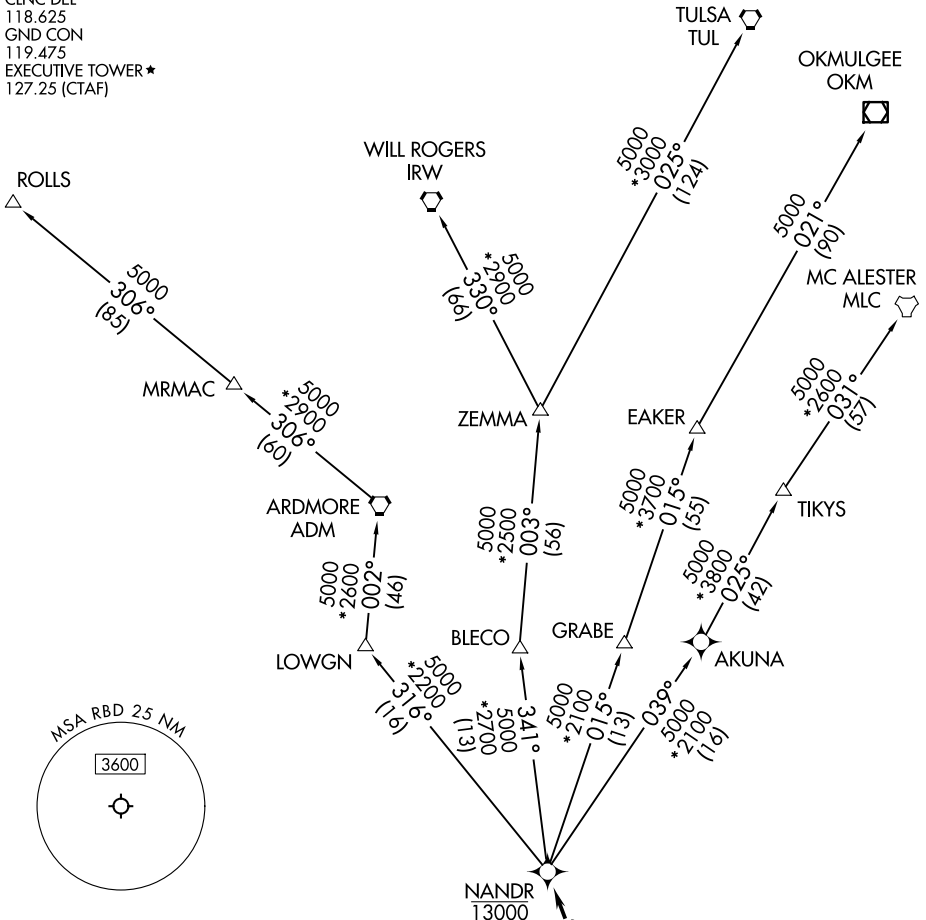 118.625
GND CON
119.475
EXECUTIVE TOWER★
127.25 (CTAF)
TULSA
TUL
OKMULGEE
OKM
WILL ROGERS
IRW
ROLLS
MC ALESTER
MLC
5000
*3000
025°
(124)
5000
021°
(90)
5000
*2900
330°
(66)
5000
306°
(85)
MRMAC
5000
*2900
306°
(60)
ZEMMA
EAKER
5000
*2600
031°
(57)
ARDMORE
ADM
TIKYS
5000
*2500
003°
(56)
5000
*3700
015°
(55)
5000
*3800
025°
(42)
5000
*2600
002°
(46)
LOWGN
BLECO
GRABE
AKUNA
5000
*2200
316°
(16)
341°
5000
*2700
(13)
5000
*2100
015°
(13)
039°
5000
*2100
(16)
MSA RBD 25 NM
3600
NANDR
13000